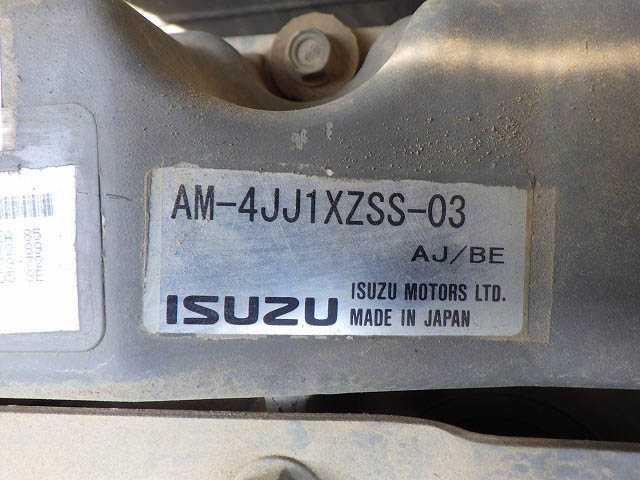 AM-4JJ1XZSS-03
AJ/BE
ISUZU
ISUZU MOTORS LTD.
MADE IN JAPAN